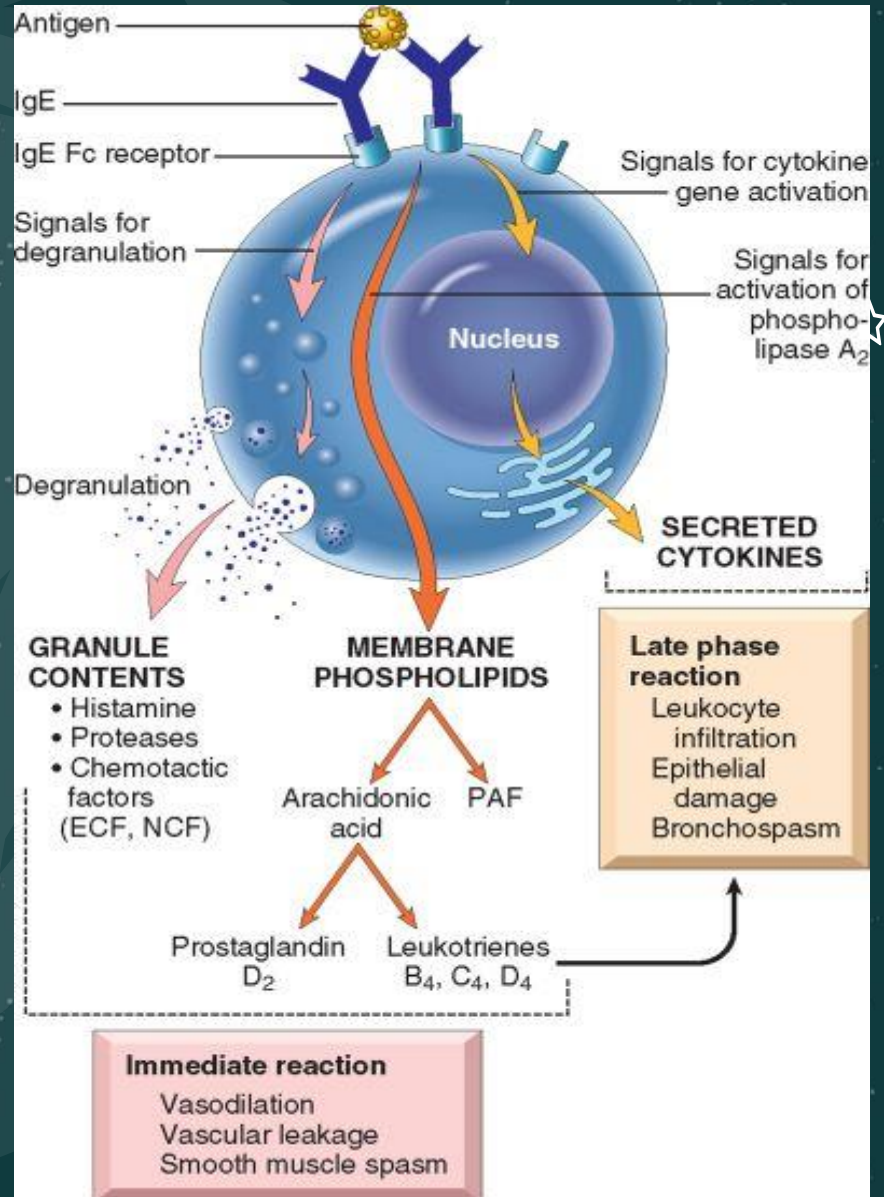 Antigen
IgE
IgE Fc receptor
Signals for
degranulation
Signals for cytokine
gene activation
Signals for
activation of
phospho-
lipase A₂
Nucleus
Degranulation
SECRETED
CYTOKINES
GRANULE
CONTENTS
• Histamine
• Proteases
• Chemotactic
factors
(ECF, NCF)
MEMBRANE
PHOSPHOLIPIDS
Arachidonic
acid
PAF
Prostaglandin
D₂
Leukotrienes
B₄, C₄, D₄
Late phase
reaction
Leukocyte
infiltration
Epithelial
damage
Bronchospasm
Immediate reaction
Vasodilation
Vascular leakage
Smooth muscle spasm